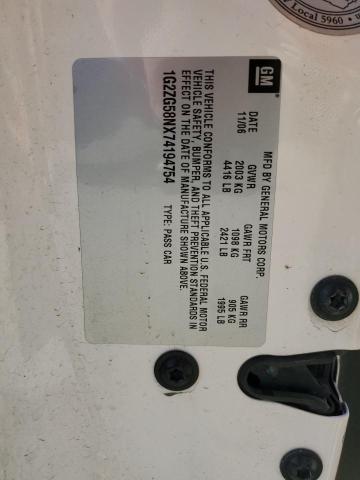 Local 5960
GM
MFD BY GENERAL MOTORS CORP.
DATE GVWR GAWR FRT GAWR RR
11/06 2003 KG 1098 KG 905 KG
4416 LB 2421 LB 1995 LB
THIS VEHICLE CONFORMS TO ALL APPLICABLE U.S. FEDERAL MOTOR
VEHICLE SAFETY, BUMPER, AND THEFT PREVENTION STANDARDS IN
EFFECT ON THE DATE OF MANUFACTURE SHOWN ABOVE.
1G2ZG58NX74194754 TYPE: PASS CAR